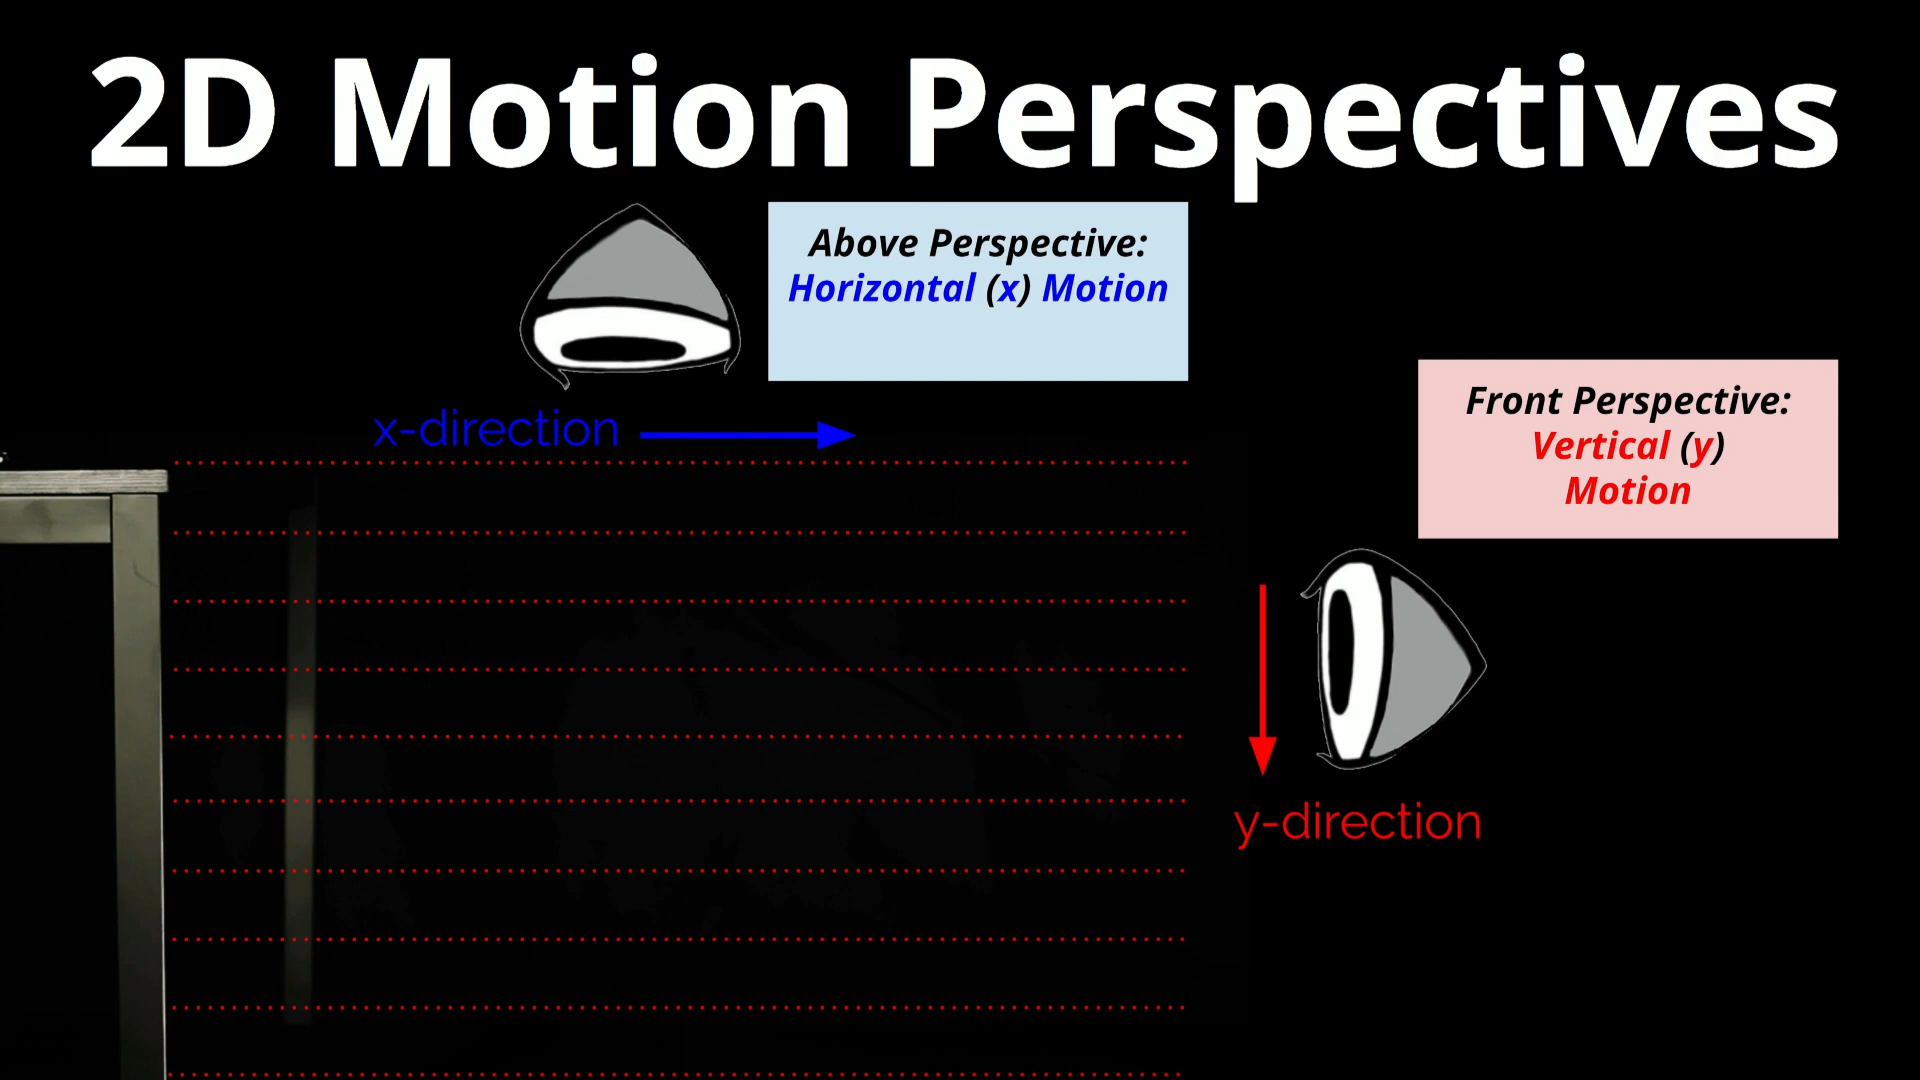 2D Motion Perspectives
Above Perspective:
Horizontal (x) Motion
x-direction
Front Perspective:
Vertical (y)
Motion
y-direction